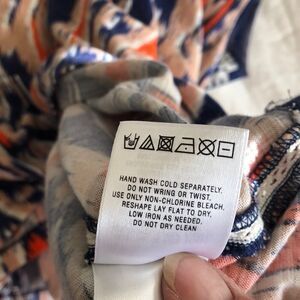 HAND WASH COLD SEPARATELY.
DO NOT WRING OR TWIST.
USE ONLY NON-CHLORINE BLEACH.
RESHAPE LAY FLAT TO DRY.
LOW IRON AS NEEDED.
DO NOT DRY CLEAN